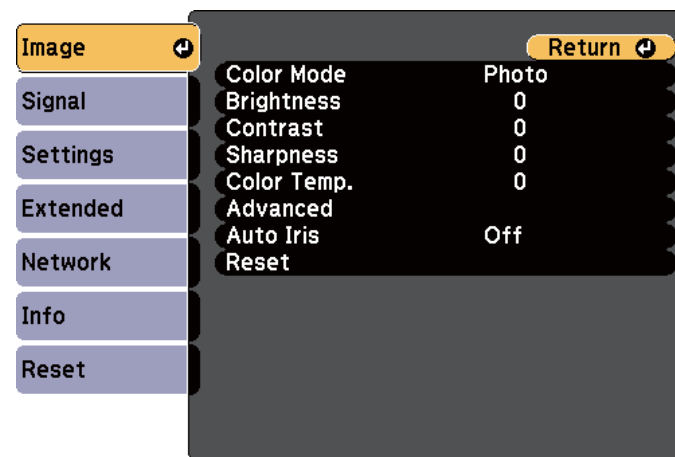 Image
Signal
Settings
Extended
Network
Info
Reset
Return
Color Mode Photo
Brightness 0
Contrast 0
Sharpness 0
Color Temp. 0
Advanced
Auto Iris Off
Reset